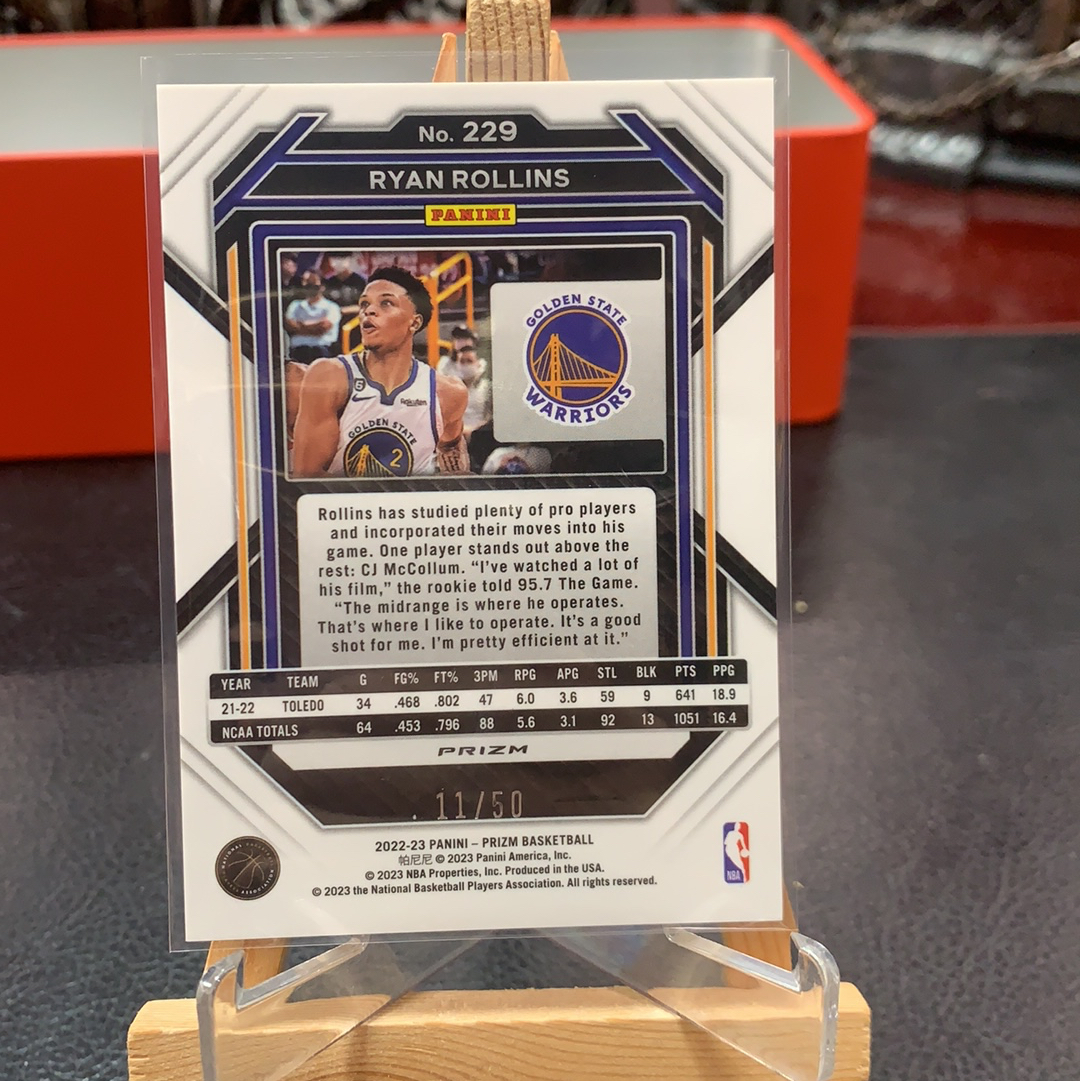 No. 229
RYAN ROLLINS
PANINI
GOLDEN STATE
WARRIORS
6
Rakuten
GOLDEN STATE
2
Rollins has studied plenty of pro players
and incorporated their moves into his
game. One player stands out above the
rest: CJ McCollum. “I’ve watched a lot of
his film,” the rookie told 95.7 The Game.
“The midrange is where he operates.
That’s where I like to operate. It’s a good
shot for me. I’m pretty efficient at it.”
YEAR TEAM G FG% FT% 3PM RPG APG STL BLK PTS PPG
21-22 TOLEDO 34 .468 .802 47 6.0 3.6 59 9 641 18.9
NCAA TOTALS 64 .453 .796 88 5.6 3.1 92 13 1051 16.4
PRIZM
11/50
2022-23 PANINI – PRIZM BASKETBALL
帕尼尼 © 2023 Panini America, Inc.
© 2023 NBA Properties, Inc. Produced in the USA.
© 2023 the National Basketball Players Association. All rights reserved.
NBA